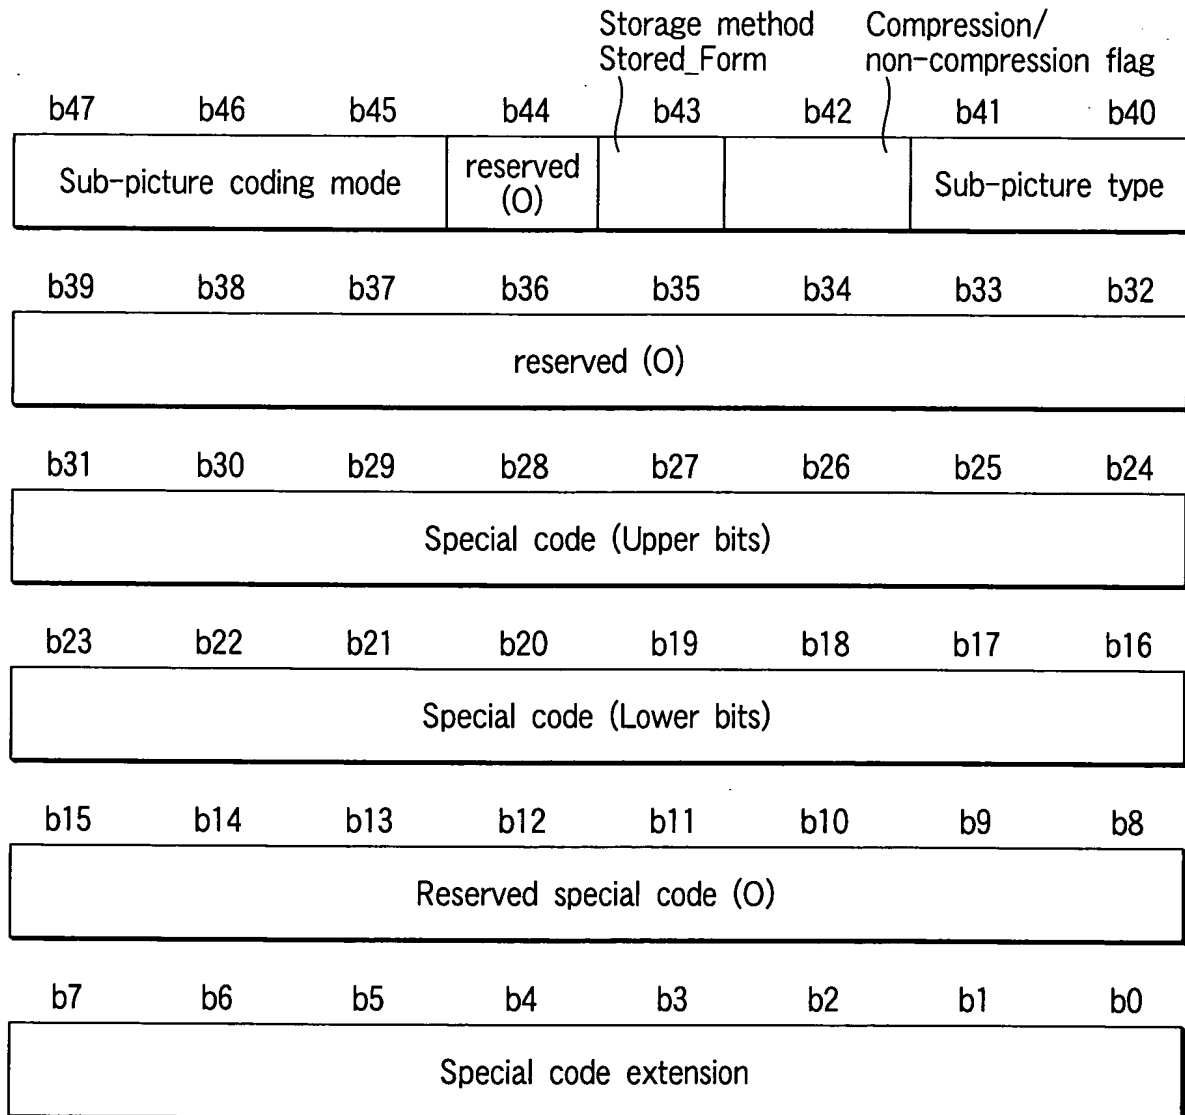 Storage method Compression/
Stored_Form non-compression flag
b47 b46 b45 b44 b43 b42 b41 b40
Sub-picture coding mode reserved (O) Sub-picture type
b39 b38 b37 b36 b35 b34 b33 b32
reserved (O)
b31 b30 b29 b28 b27 b26 b25 b24
Special code (Upper bits)
b23 b22 b21 b20 b19 b18 b17 b16
Special code (Lower bits)
b15 b14 b13 b12 b11 b10 b9 b8
Reserved special code (O)
b7 b6 b5 b4 b3 b2 b1 b0
Special code extension